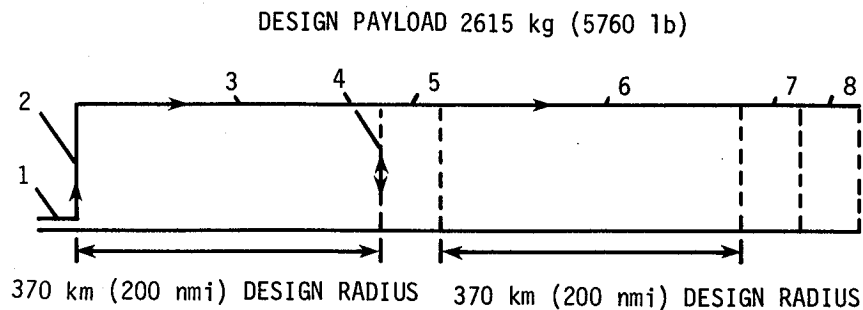 DESIGN PAYLOAD 2615 kg (5760 lb)
3 4 5 6 7 8
2
1
370 km (200 nmi) DESIGN RADIUS 370 km (200 nmi) DESIGN RADIUS